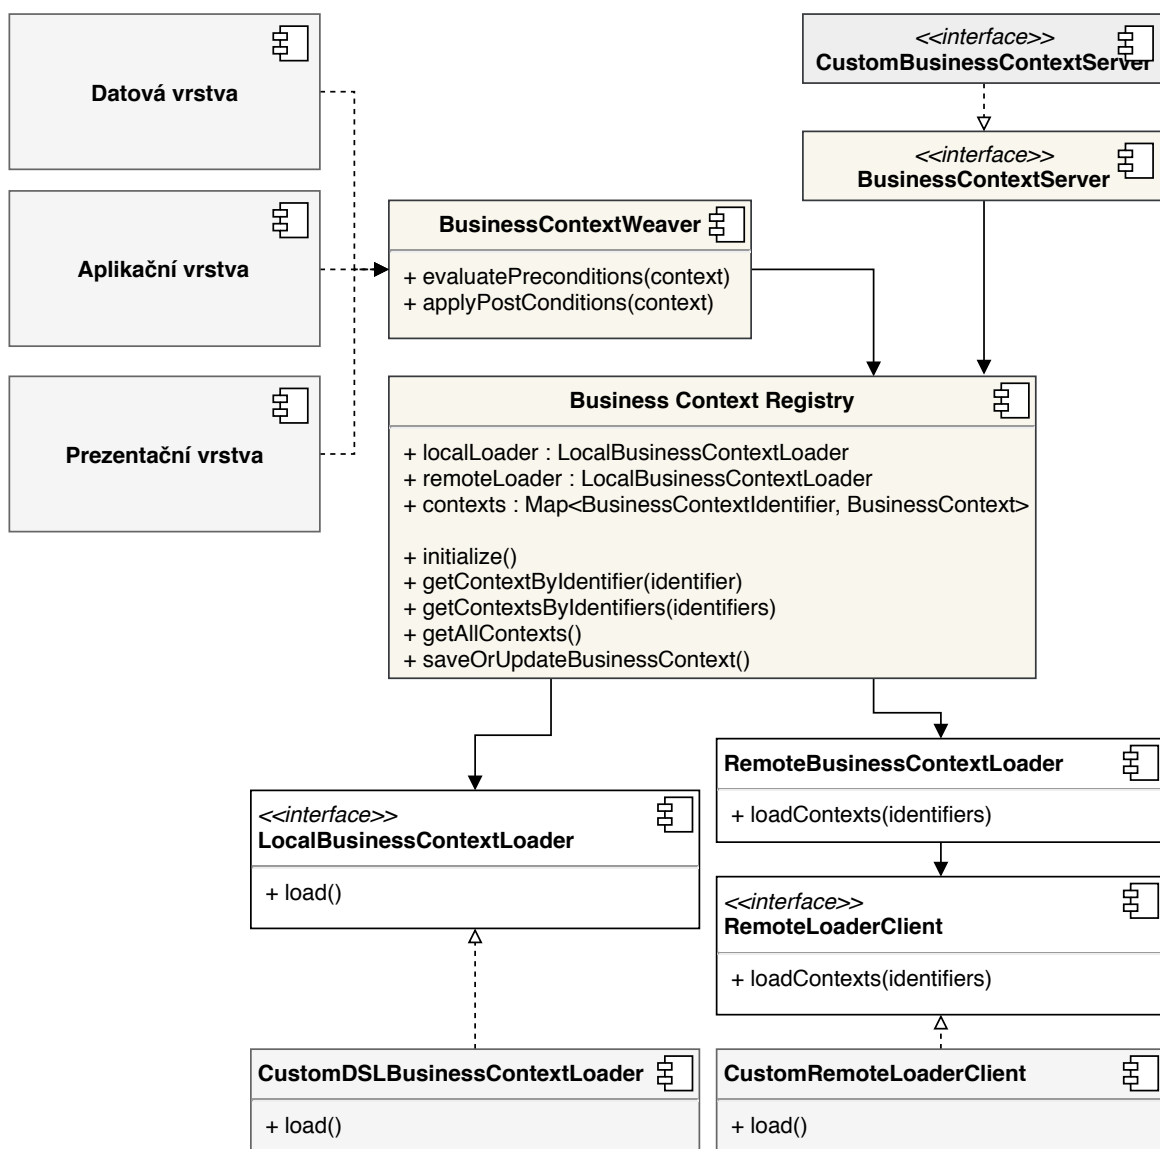 Datová vrstva
<<interface>>
CustomBusinessContextServer
<<interface>>
BusinessContextServer
Aplikační vrstva
BusinessContextWeaver
+ evaluatePreconditions(context)
+ applyPostConditions(context)
Prezentační vrstva
Business Context Registry
+ localLoader : LocalBusinessContextLoader
+ remoteLoader : LocalBusinessContextLoader
+ contexts : Map<BusinessContextIdentifier, BusinessContext>
+ initialize()
+ getContextByIdentifier(identifier)
+ getContextsByIdentifiers(identifiers)
+ getAllContexts()
+ saveOrUpdateBusinessContext()
<<interface>>
LocalBusinessContextLoader
+ load()
RemoteBusinessContextLoader
+ loadContexts(identifiers)
<<interface>>
RemoteLoaderClient
+ loadContexts(identifiers)
CustomDSLBusinessContextLoader
+ load()
CustomRemoteLoaderClient
+ load()